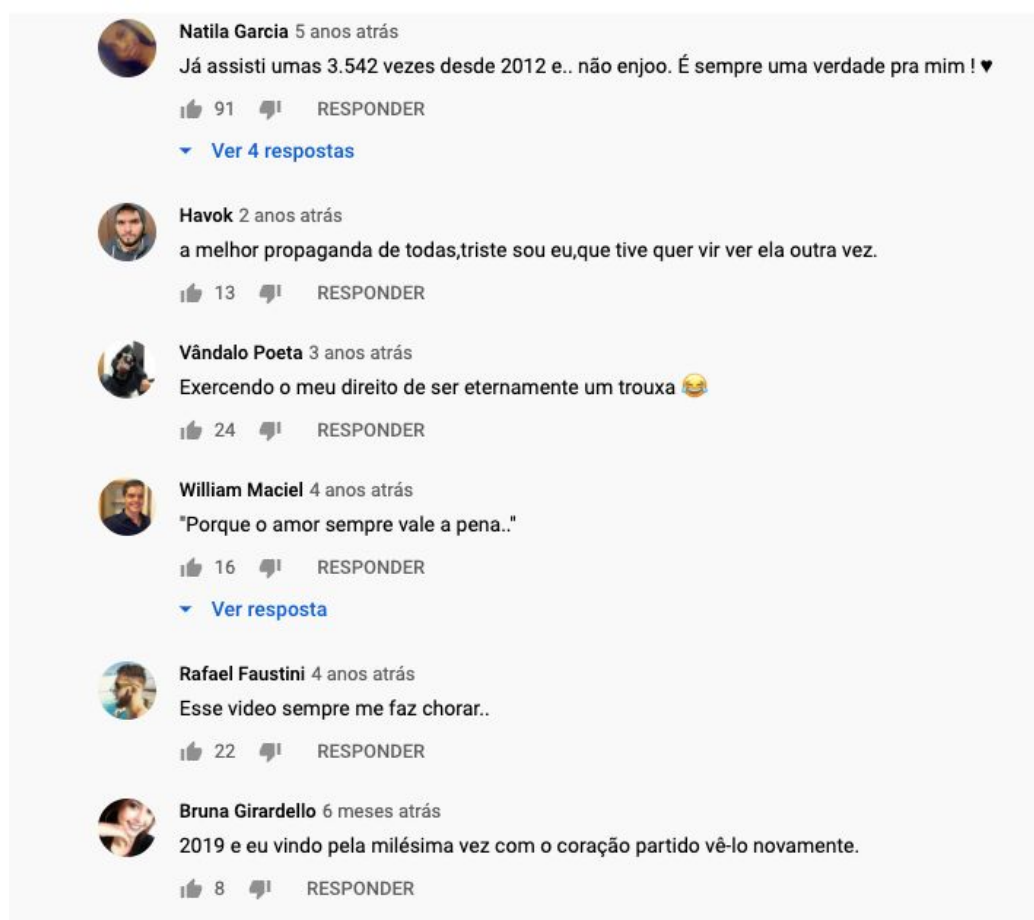 Natila Garcia 5 anos atrás
Já assisti umas 3.542 vezes desde 2012 e.. não enjoo. É sempre uma verdade pra mim ! ♥
91 RESPONDER
Ver 4 respostas
Havok 2 anos atrás
a melhor propaganda de todas,triste sou eu,que tive quer vir ver ela outra vez.
13 RESPONDER
Vândalo Poeta 3 anos atrás
Exercendo o meu direito de ser eternamente um trouxa 😂
24 RESPONDER
William Maciel 4 anos atrás
"Porque o amor sempre vale a pena.."
16 RESPONDER
Ver resposta
Rafael Faustini 4 anos atrás
Esse video sempre me faz chorar..
22 RESPONDER
Bruna Girardello 6 meses atrás
2019 e eu vindo pela milésima vez com o coração partido vê-lo novamente.
8 RESPONDER